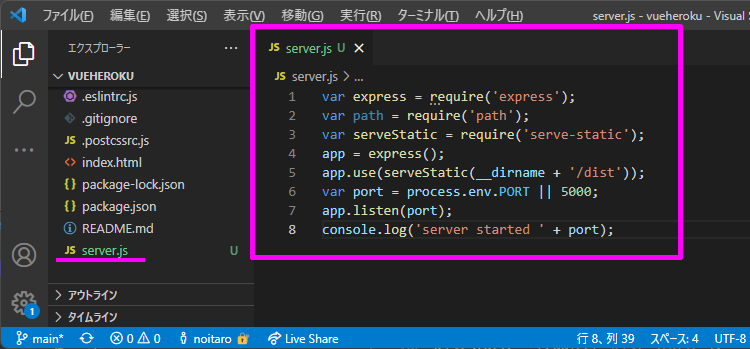 ファイル(F) 編集(E) 選択(S) 表示(V) 移動(G) 実行(R) ターミナル(T) ヘルプ(H) server.js - vueheroku - Visual S
エクスプローラー
VUEHEROKU
.eslintrc.js
.gitignore
.postcssrc.js
index.html
package-lock.json
package.json
README.md
JS server.js U
アウトライン
タイムライン
JS server.js U
JS server.js > ...
1 var express = require('express');
2 var path = require('path');
3 var serveStatic = require('serve-static');
4 app = express();
5 app.use(serveStatic(__dirname + '/dist'));
6 var port = process.env.PORT || 5000;
7 app.listen(port);
8 console.log('server started ' + port);
1
main* 0 0 noitaro Live Share 行 8、列 39 スペース: 4 UTF-8